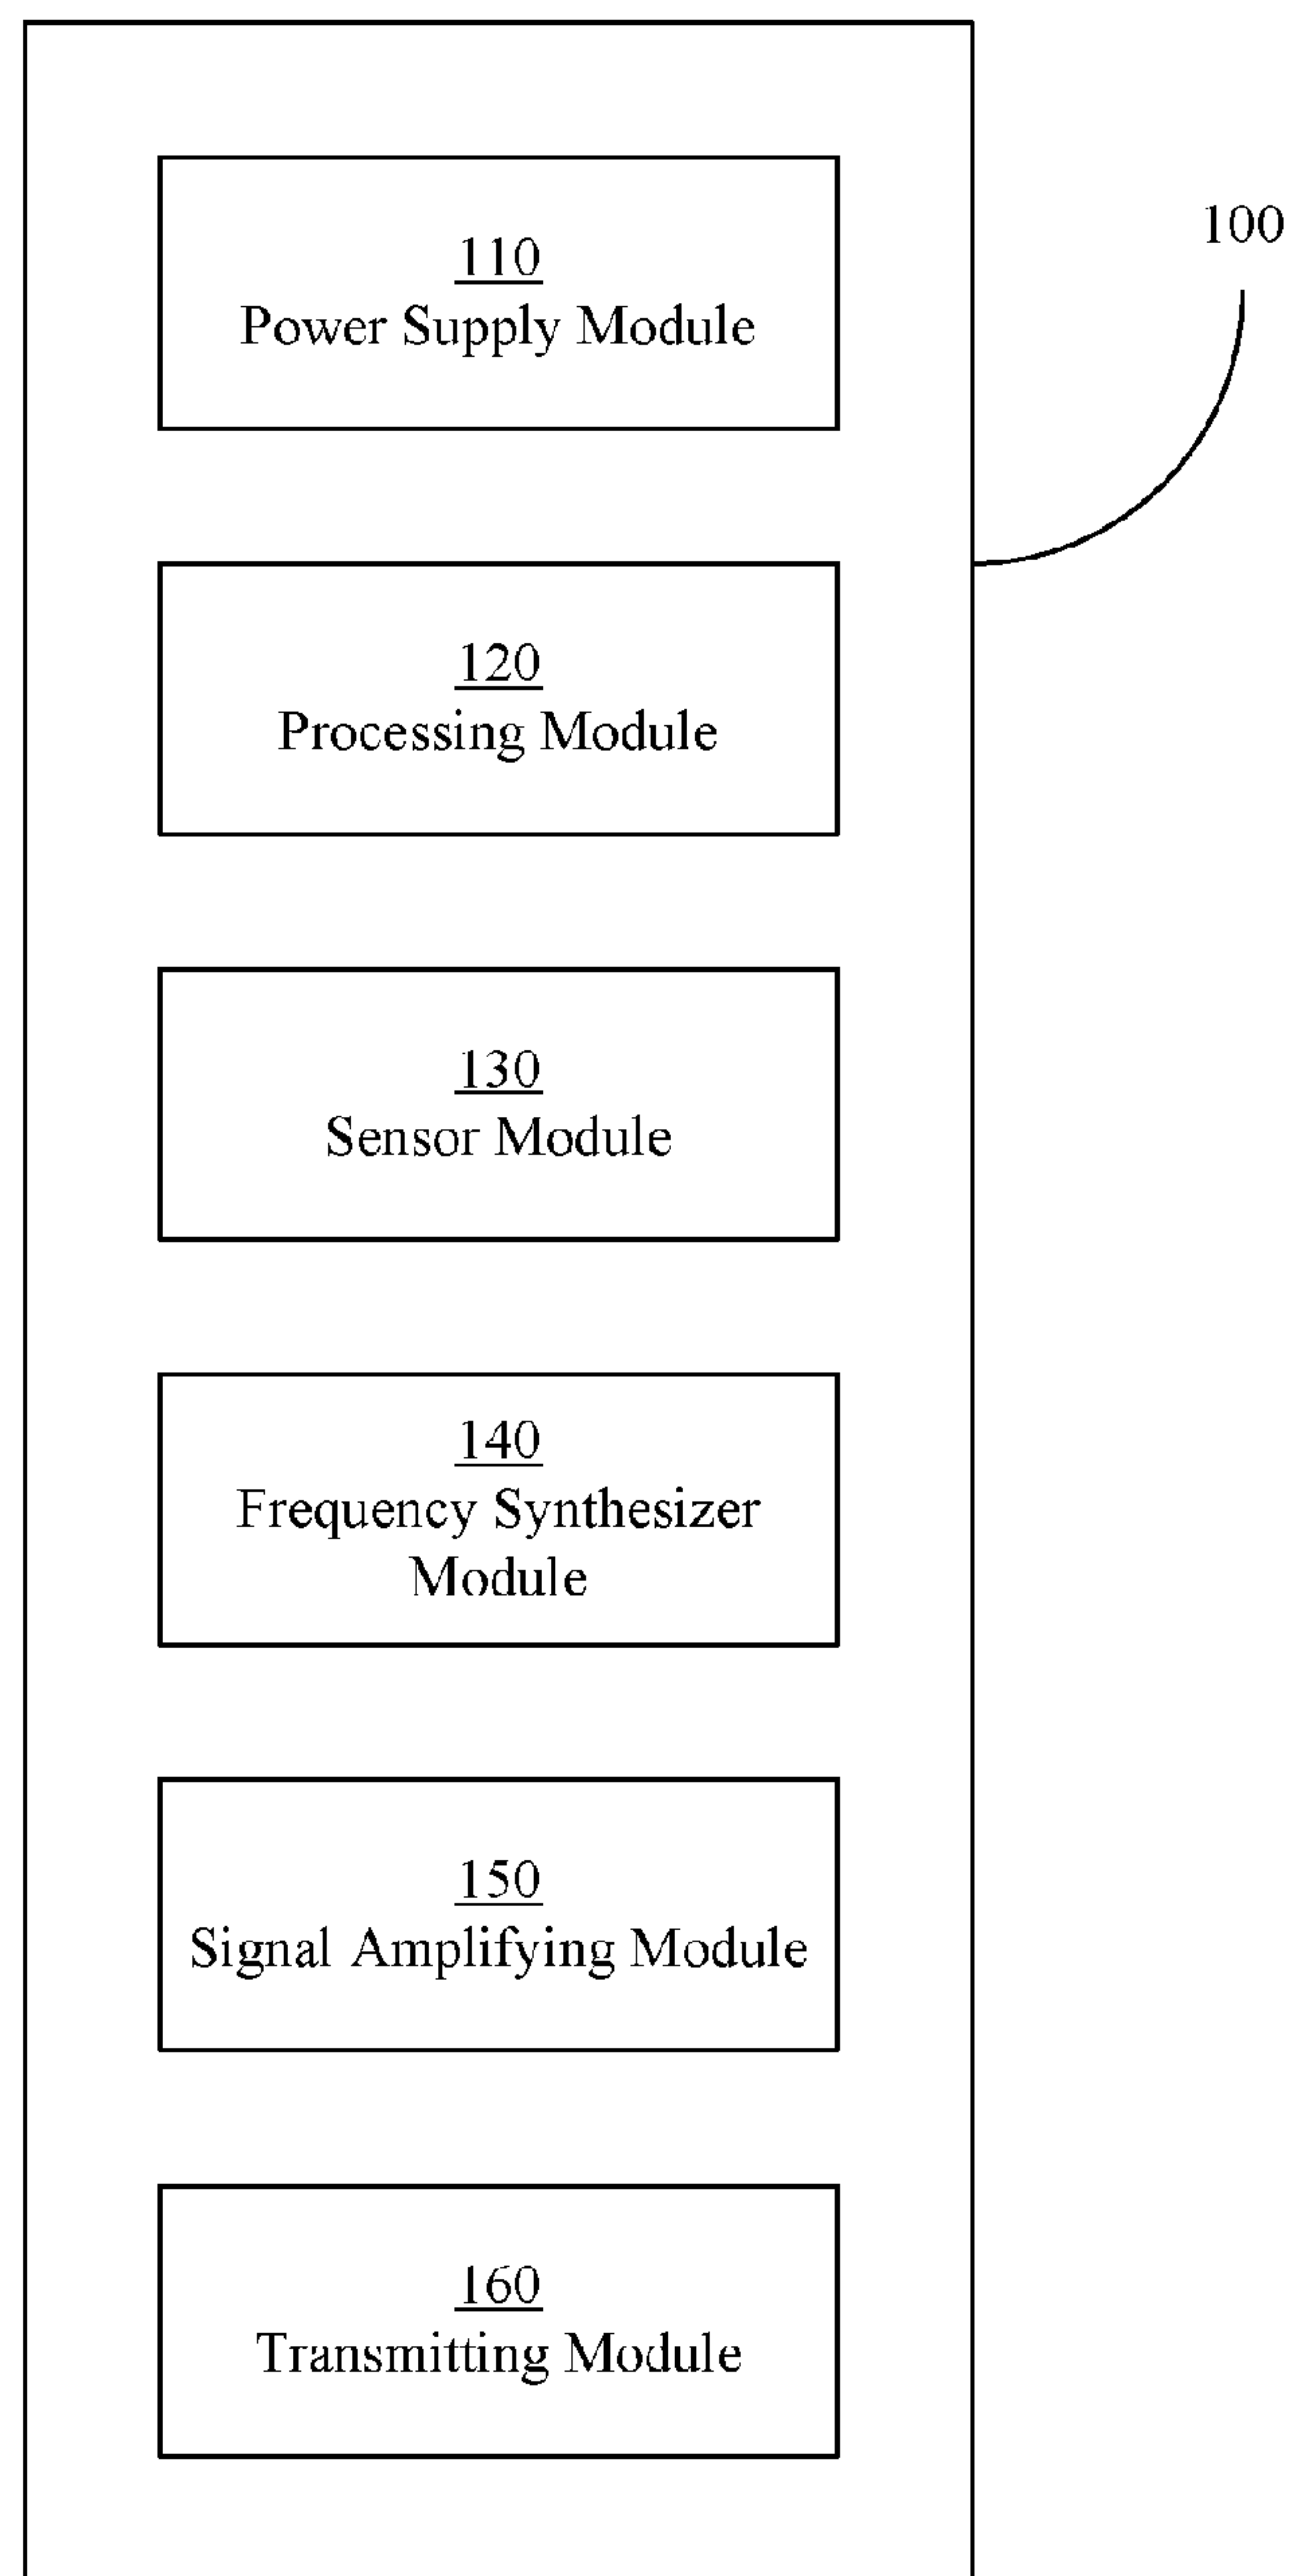 100
110
Power Supply Module
120
Processing Module
130
Sensor Module
140
Frequency Synthesizer
Module
150
Signal Amplifying Module
160
Transmitting Module